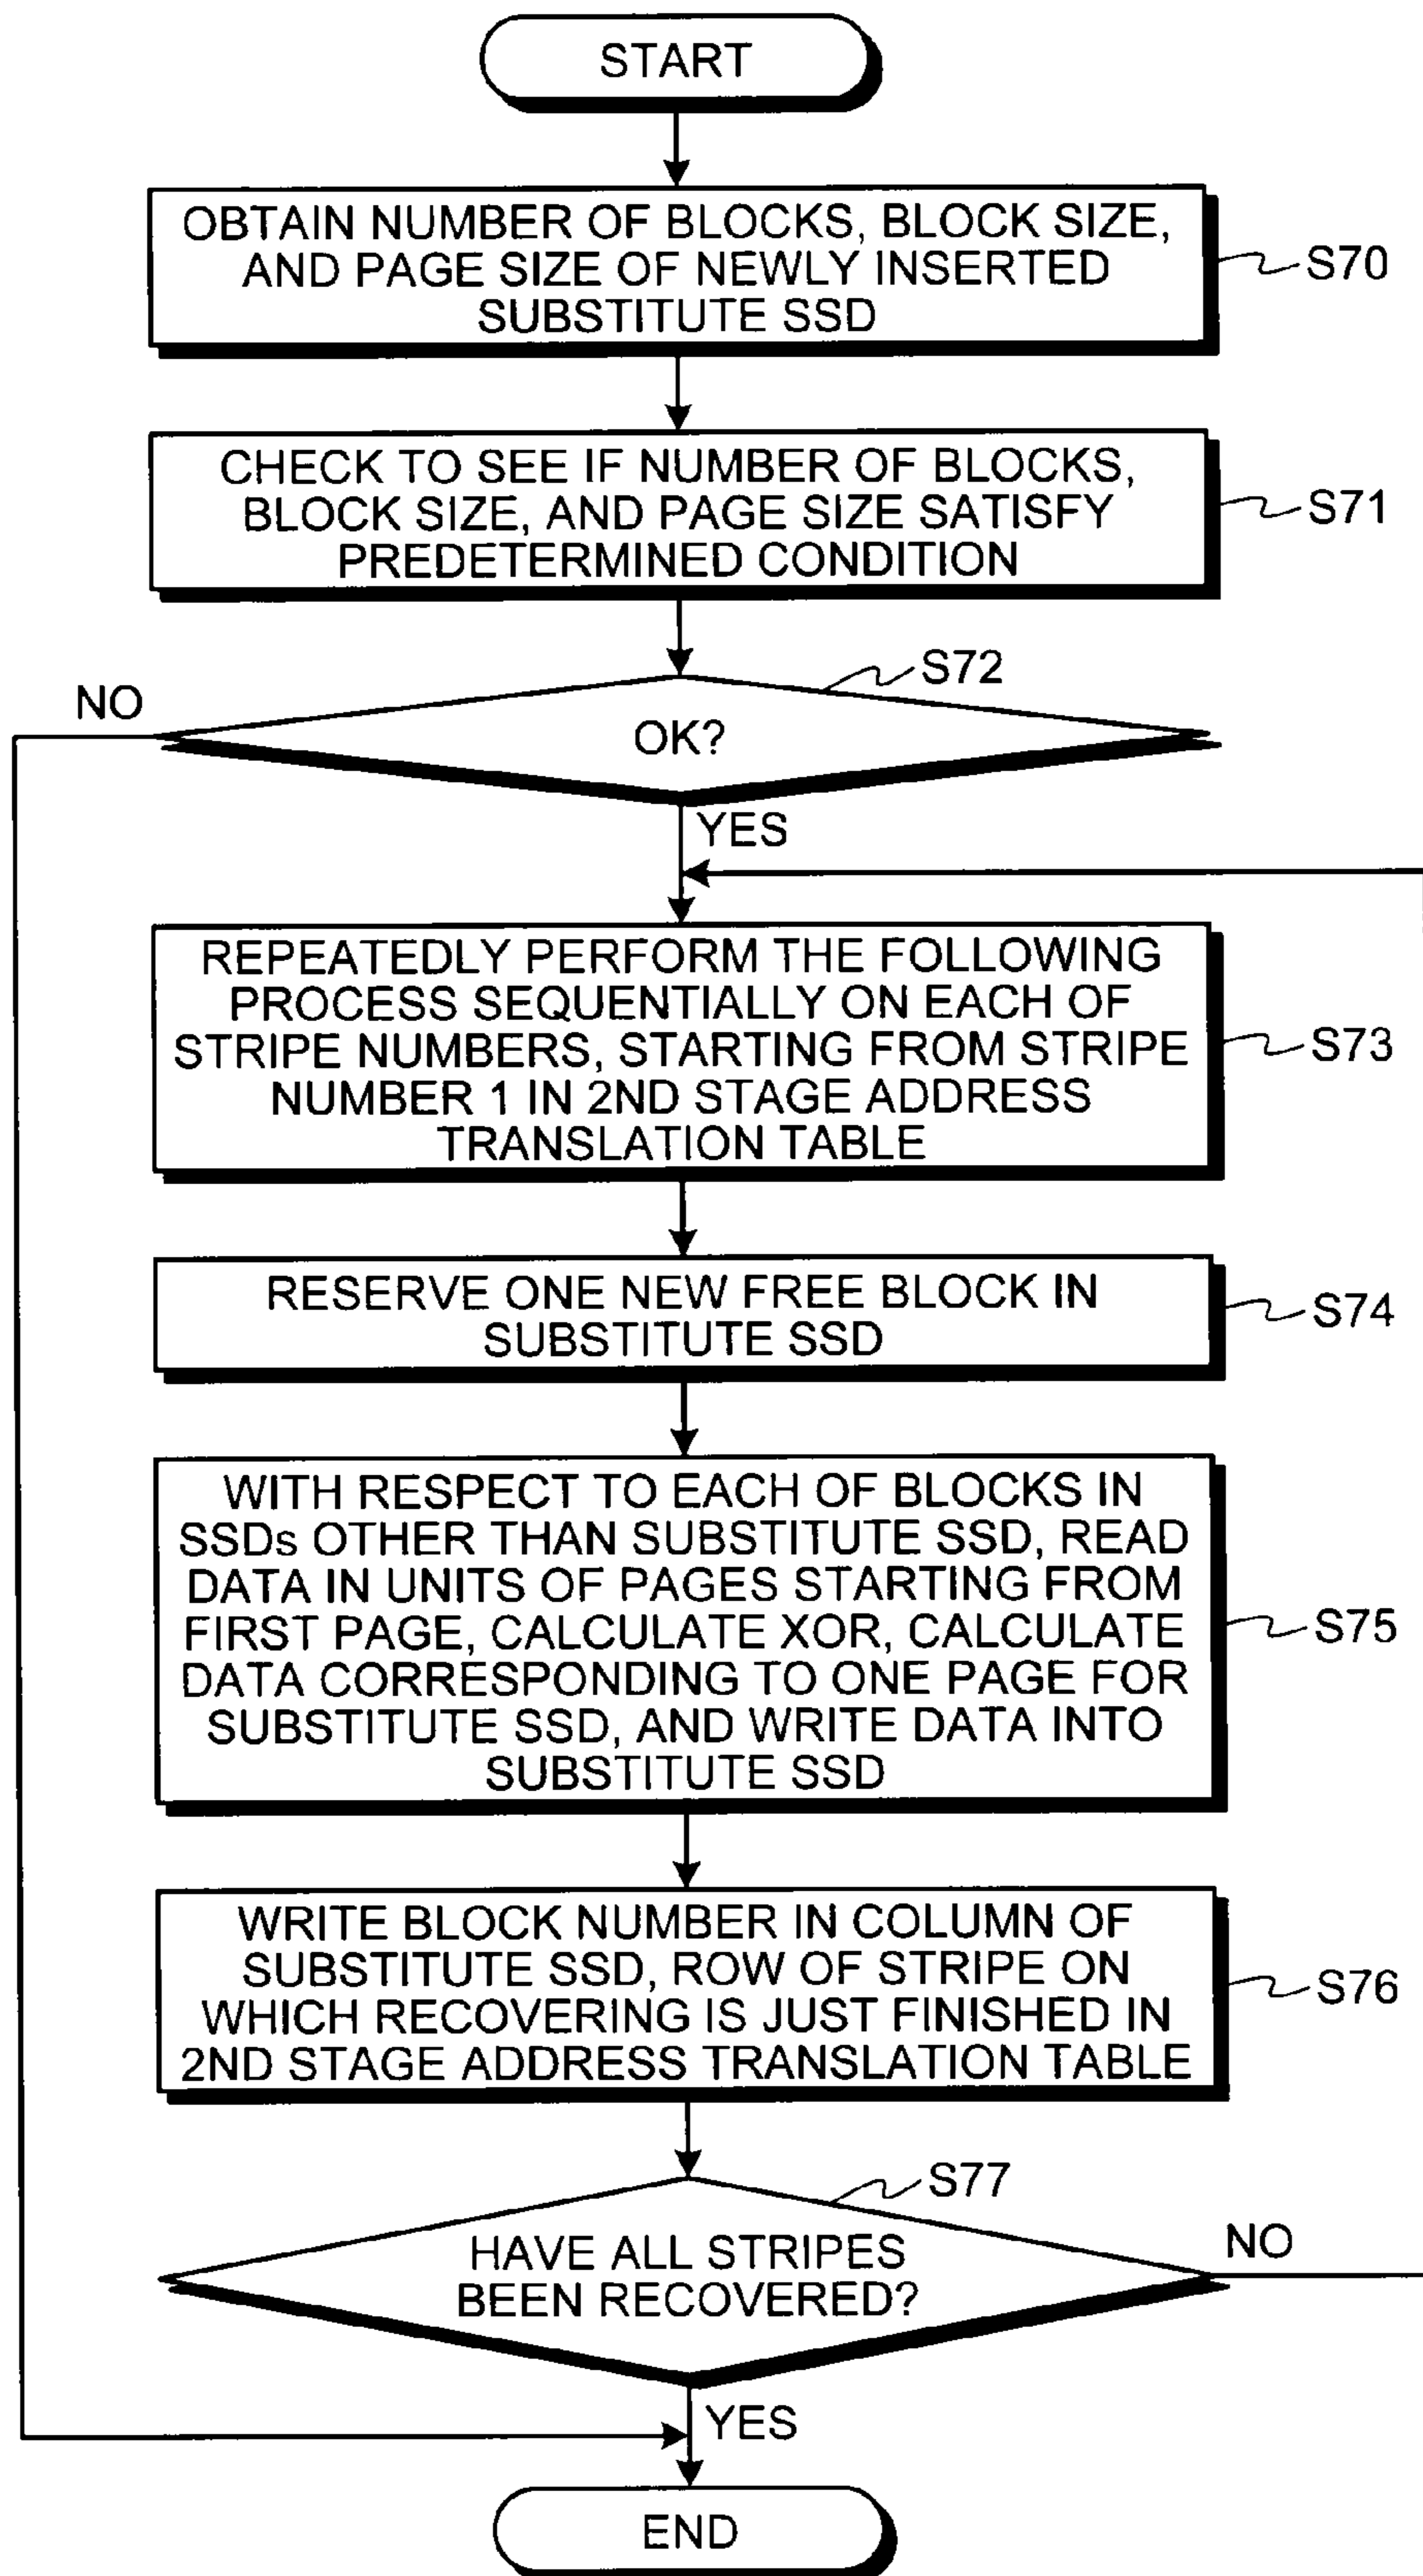 START
OBTAIN NUMBER OF BLOCKS, BLOCK SIZE,
AND PAGE SIZE OF NEWLY INSERTED
SUBSTITUTE SSD
S70
CHECK TO SEE IF NUMBER OF BLOCKS,
BLOCK SIZE, AND PAGE SIZE SATISFY
PREDETERMINED CONDITION
S71
S72
NO
OK?
YES
REPEATEDLY PERFORM THE FOLLOWING
PROCESS SEQUENTIALLY ON EACH OF
STRIPE NUMBERS, STARTING FROM STRIPE
NUMBER 1 IN 2ND STAGE ADDRESS
TRANSLATION TABLE
S73
RESERVE ONE NEW FREE BLOCK IN
SUBSTITUTE SSD
S74
WITH RESPECT TO EACH OF BLOCKS IN
SSDs OTHER THAN SUBSTITUTE SSD, READ
DATA IN UNITS OF PAGES STARTING FROM
FIRST PAGE, CALCULATE XOR, CALCULATE
DATA CORRESPONDING TO ONE PAGE FOR
SUBSTITUTE SSD, AND WRITE DATA INTO
SUBSTITUTE SSD
S75
WRITE BLOCK NUMBER IN COLUMN OF
SUBSTITUTE SSD, ROW OF STRIPE ON
WHICH RECOVERING IS JUST FINISHED IN
2ND STAGE ADDRESS TRANSLATION TABLE
S76
S77
HAVE ALL STRIPES
BEEN RECOVERED?
NO
YES
END